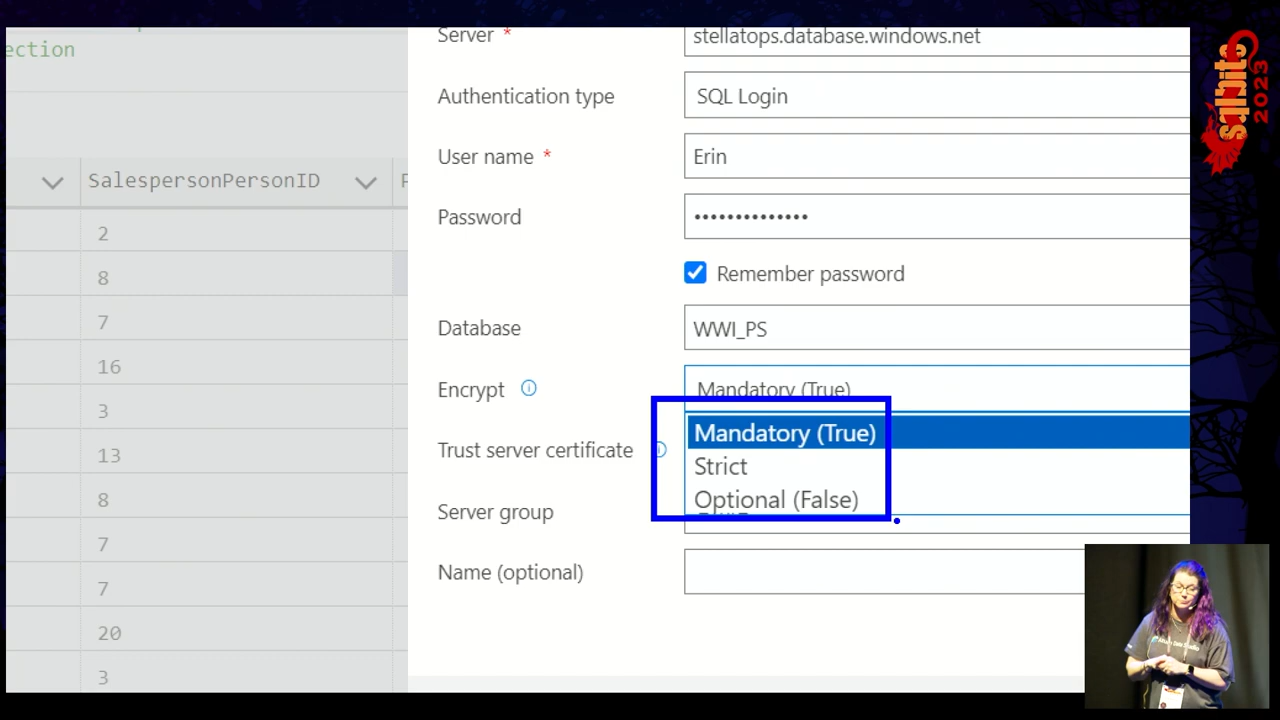 ection
SalespersonPersonID
2
8
7
16
3
13
8
7
7
20
3
Server *
stellatops.database.windows.net
Authentication type
SQL Login
User name *
Erin
Password
••••••••••••••
Remember password
Database
WWI_PS
Encrypt
Mandatory (True)
Mandatory (True)
Strict
Optional (False)
Trust server certificate
Server group
Name (optional)
sqlbits
2023